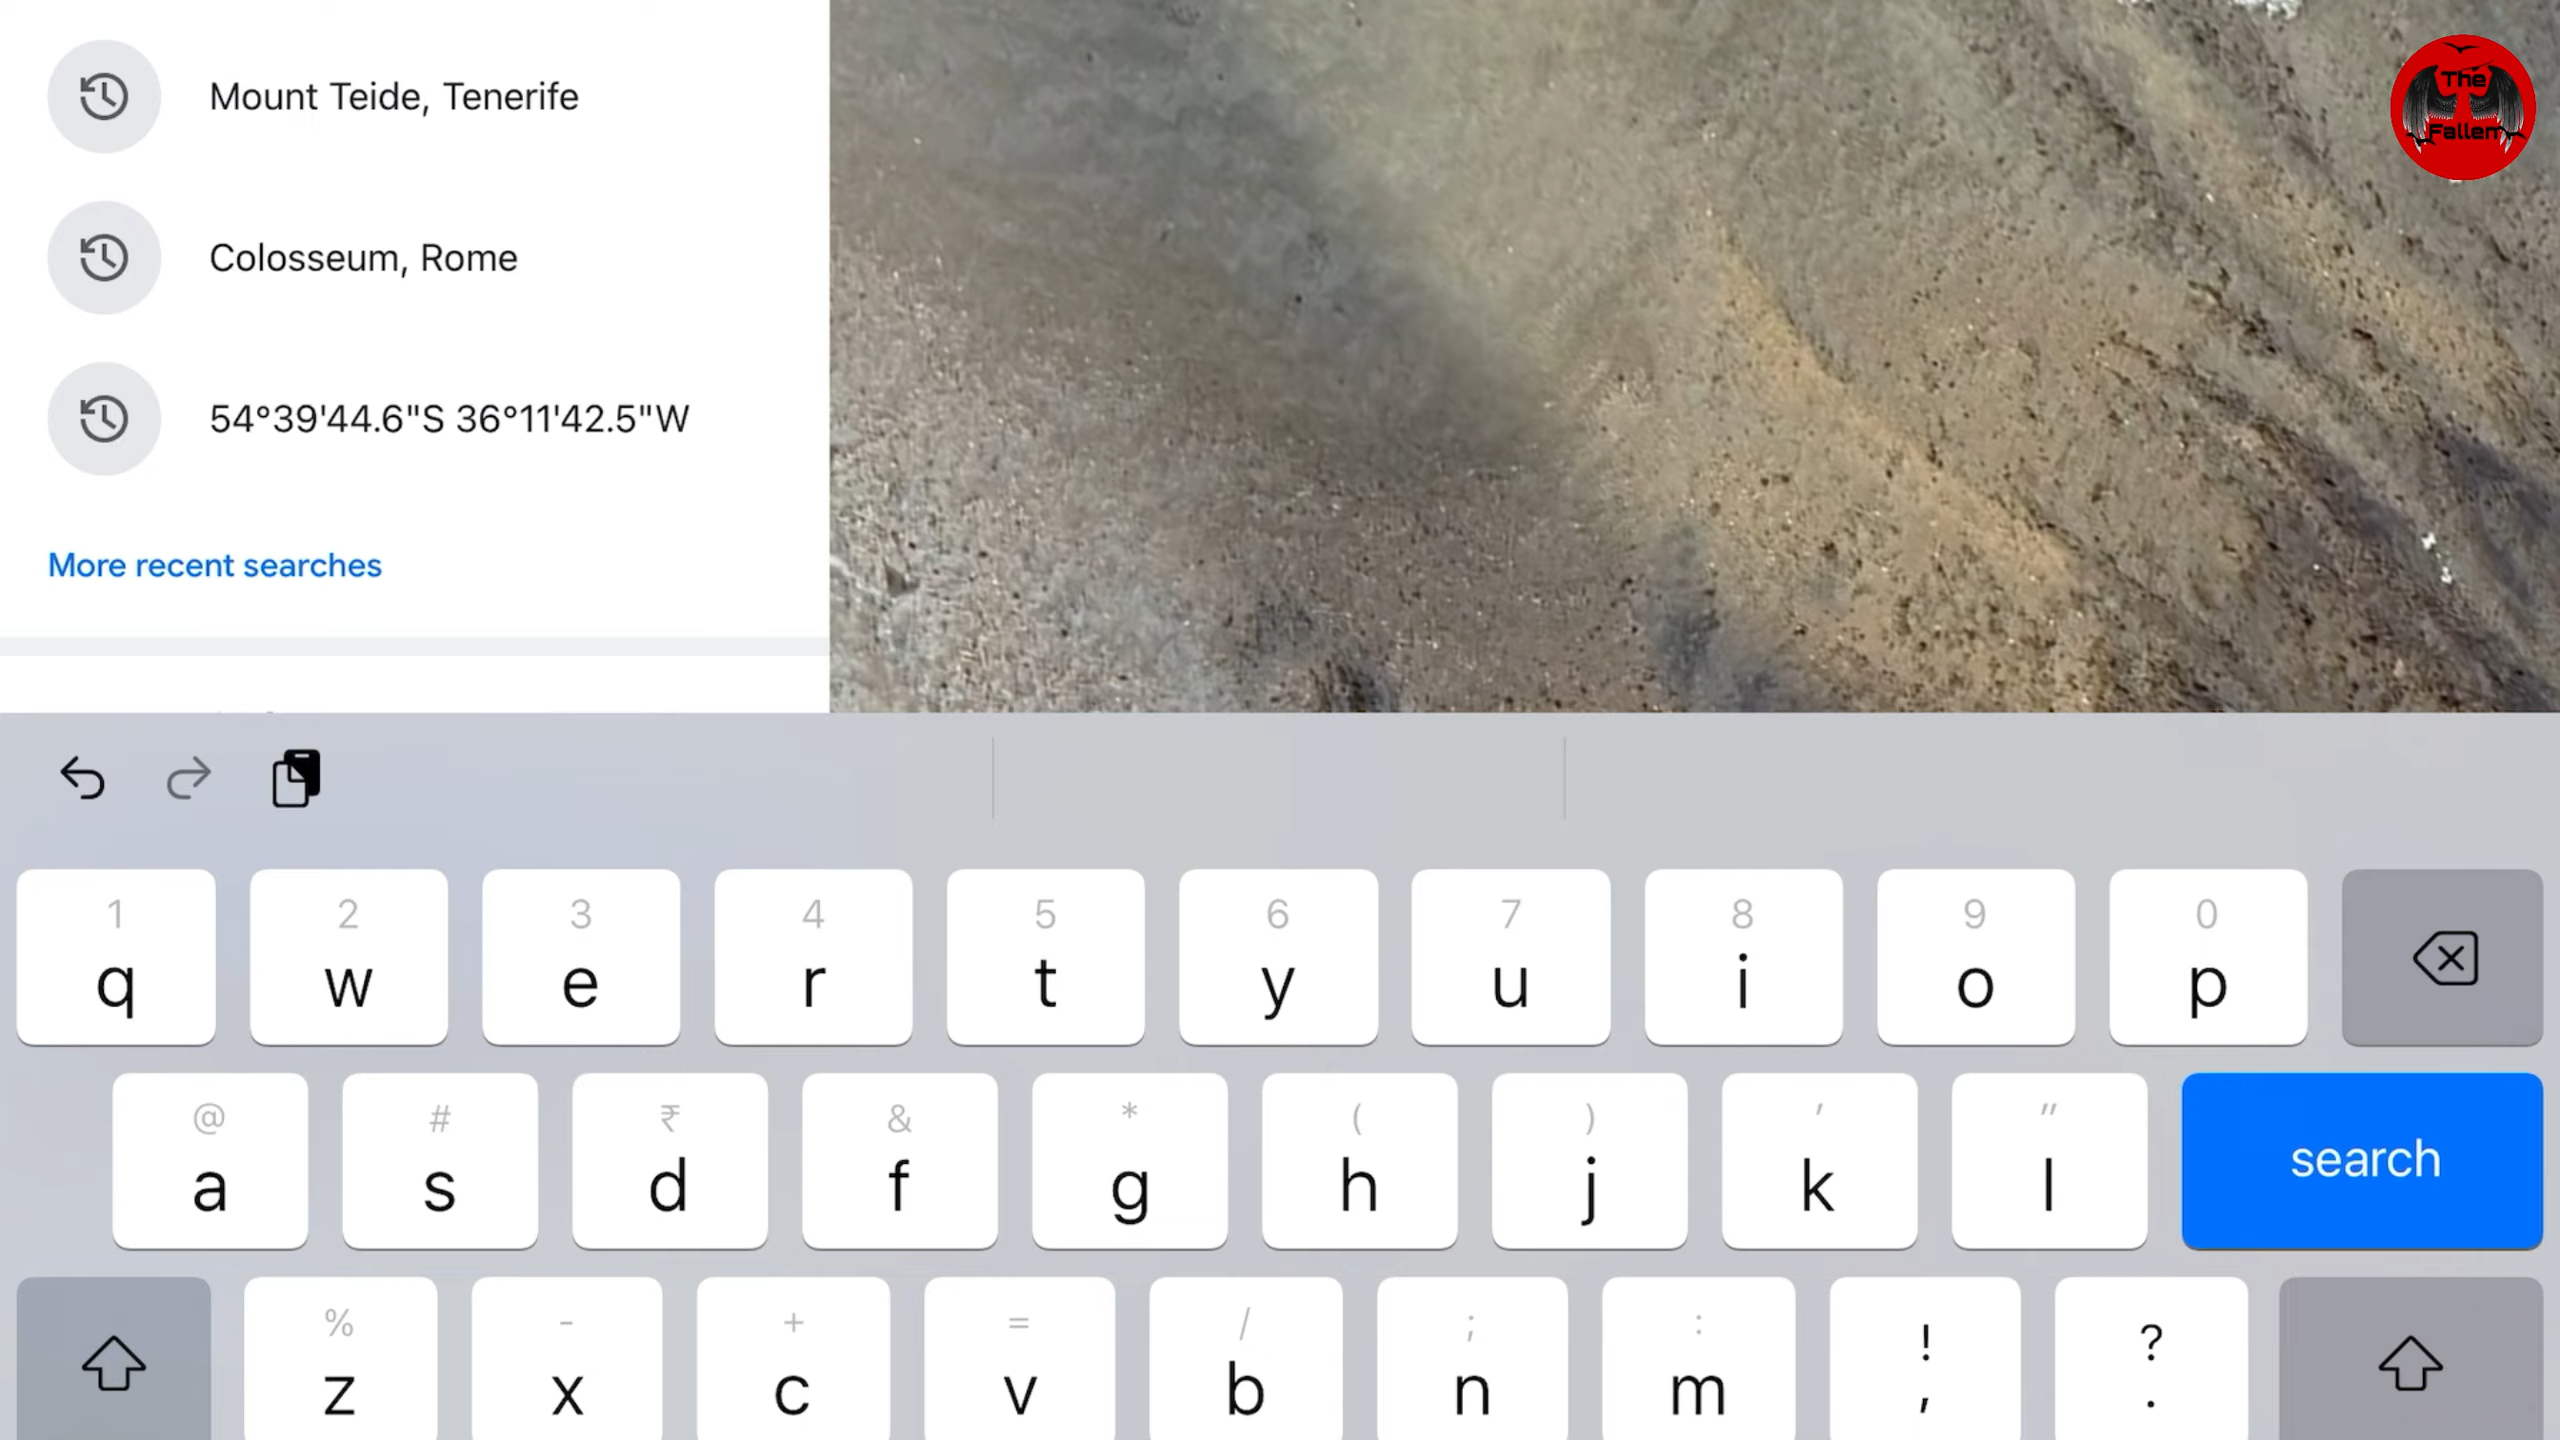 Mount Teide, Tenerife
The
Fallen
Colosseum, Rome
54°39'44.6"S 36°11'42.5"W
More recent searches
1 2 3 4 5 6 7 8 9 0
q w e r t y u i o p
@ # ₹ & * ( ) ' "
a s d f g h j k l
search
% - + = / ; : ! ?
z x c v b n m , .